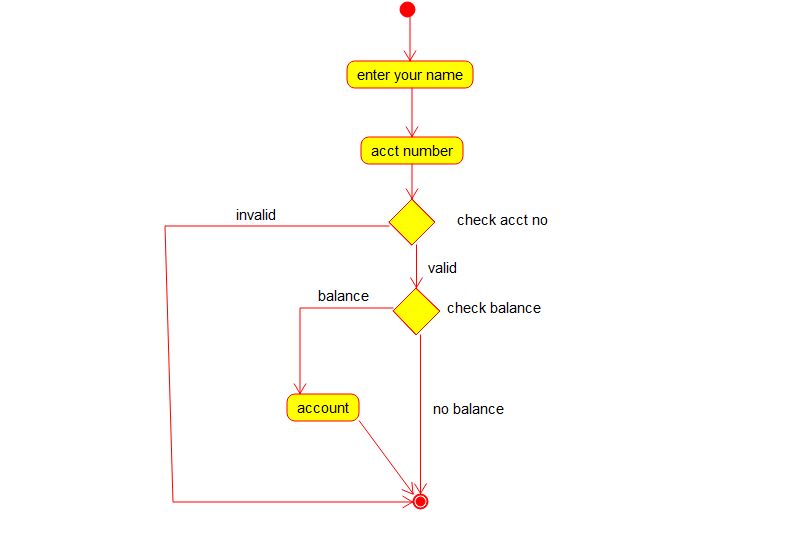 enter your name
acct number
invalid
check acct no
valid
balance
check balance
account
no balance